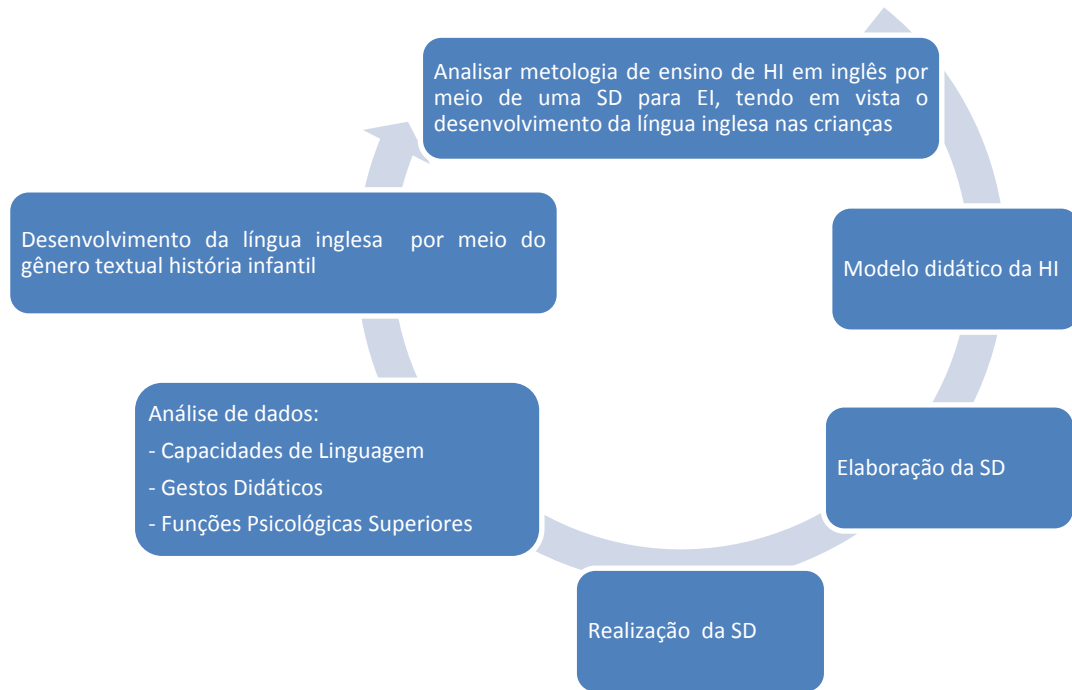 Analisar metologia de ensino de HI em inglês por
meio de uma SD para EI, tendo em vista o
desenvolvimento da língua inglesa nas crianças
Modelo didático da HI
Elaboração da SD
Realização da SD
Análise de dados:
- Capacidades de Linguagem
- Gestos Didáticos
- Funções Psicológicas Superiores
Desenvolvimento da língua inglesa por meio do
gênero textual história infantil